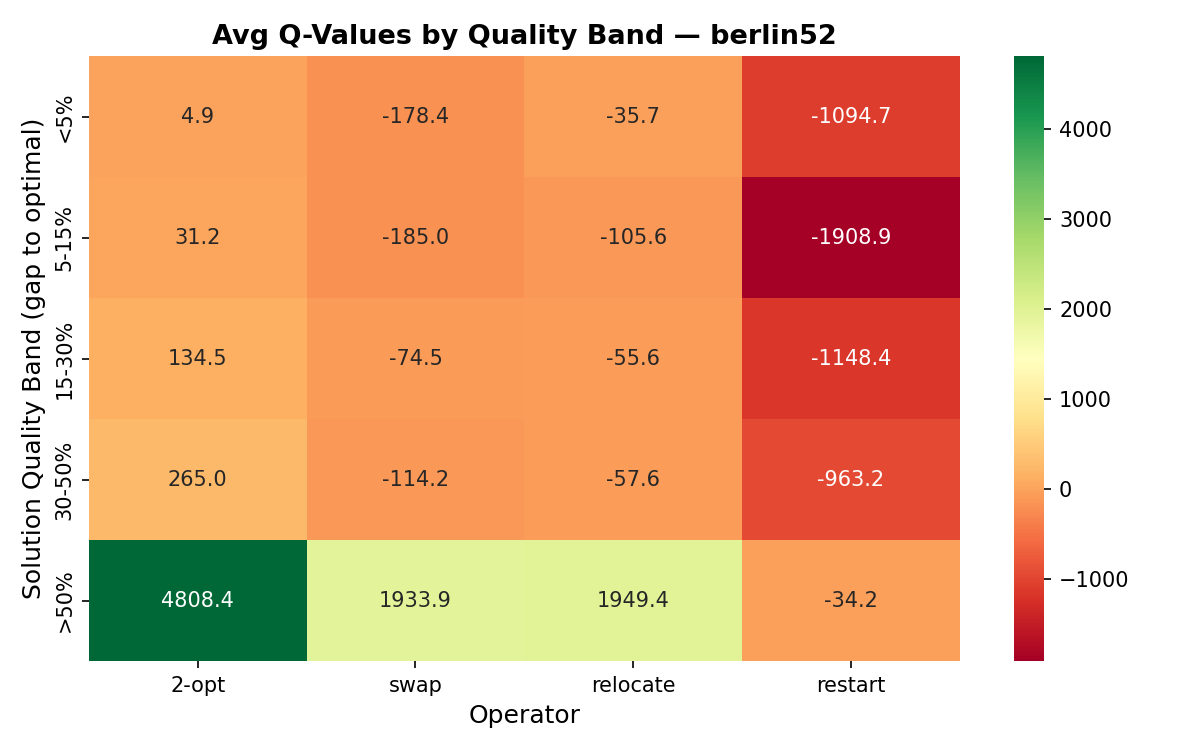 Avg Q-Values by Quality Band — berlin52
Solution Quality Band (gap to optimal)
<5% 4.9 -178.4 -35.7 -1094.7
5-15% 31.2 -185.0 -105.6 -1908.9
15-30% 134.5 -74.5 -55.6 -1148.4
30-50% 265.0 -114.2 -57.6 -963.2
>50% 4808.4 1933.9 1949.4 -34.2
2-opt swap relocate restart
Operator
4000
3000
2000
1000
0
−1000